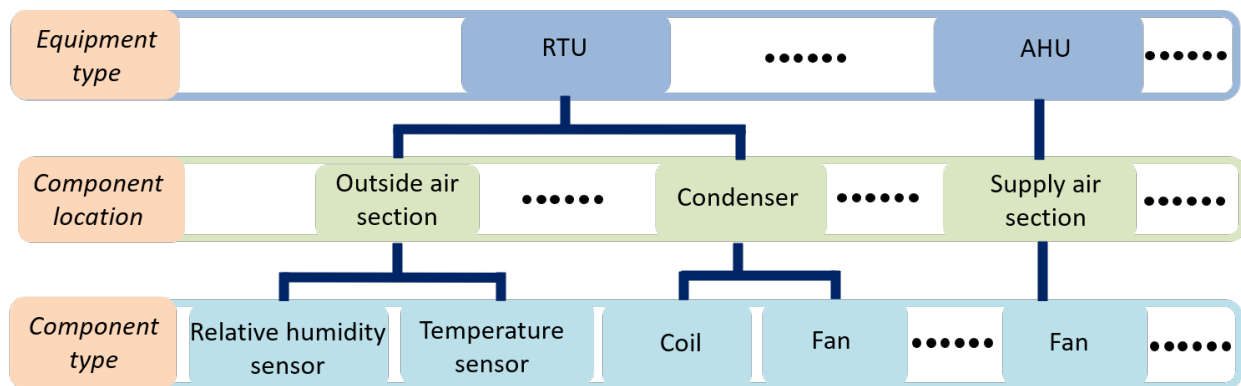 Equipment
type
RTU
••••••
AHU
••••••
Component
location
Outside air
section
••••••
Condenser
••••••
Supply air
section
••••••
Component
type
Relative humidity
sensor
Temperature
sensor
Coil
Fan
••••••
Fan
••••••